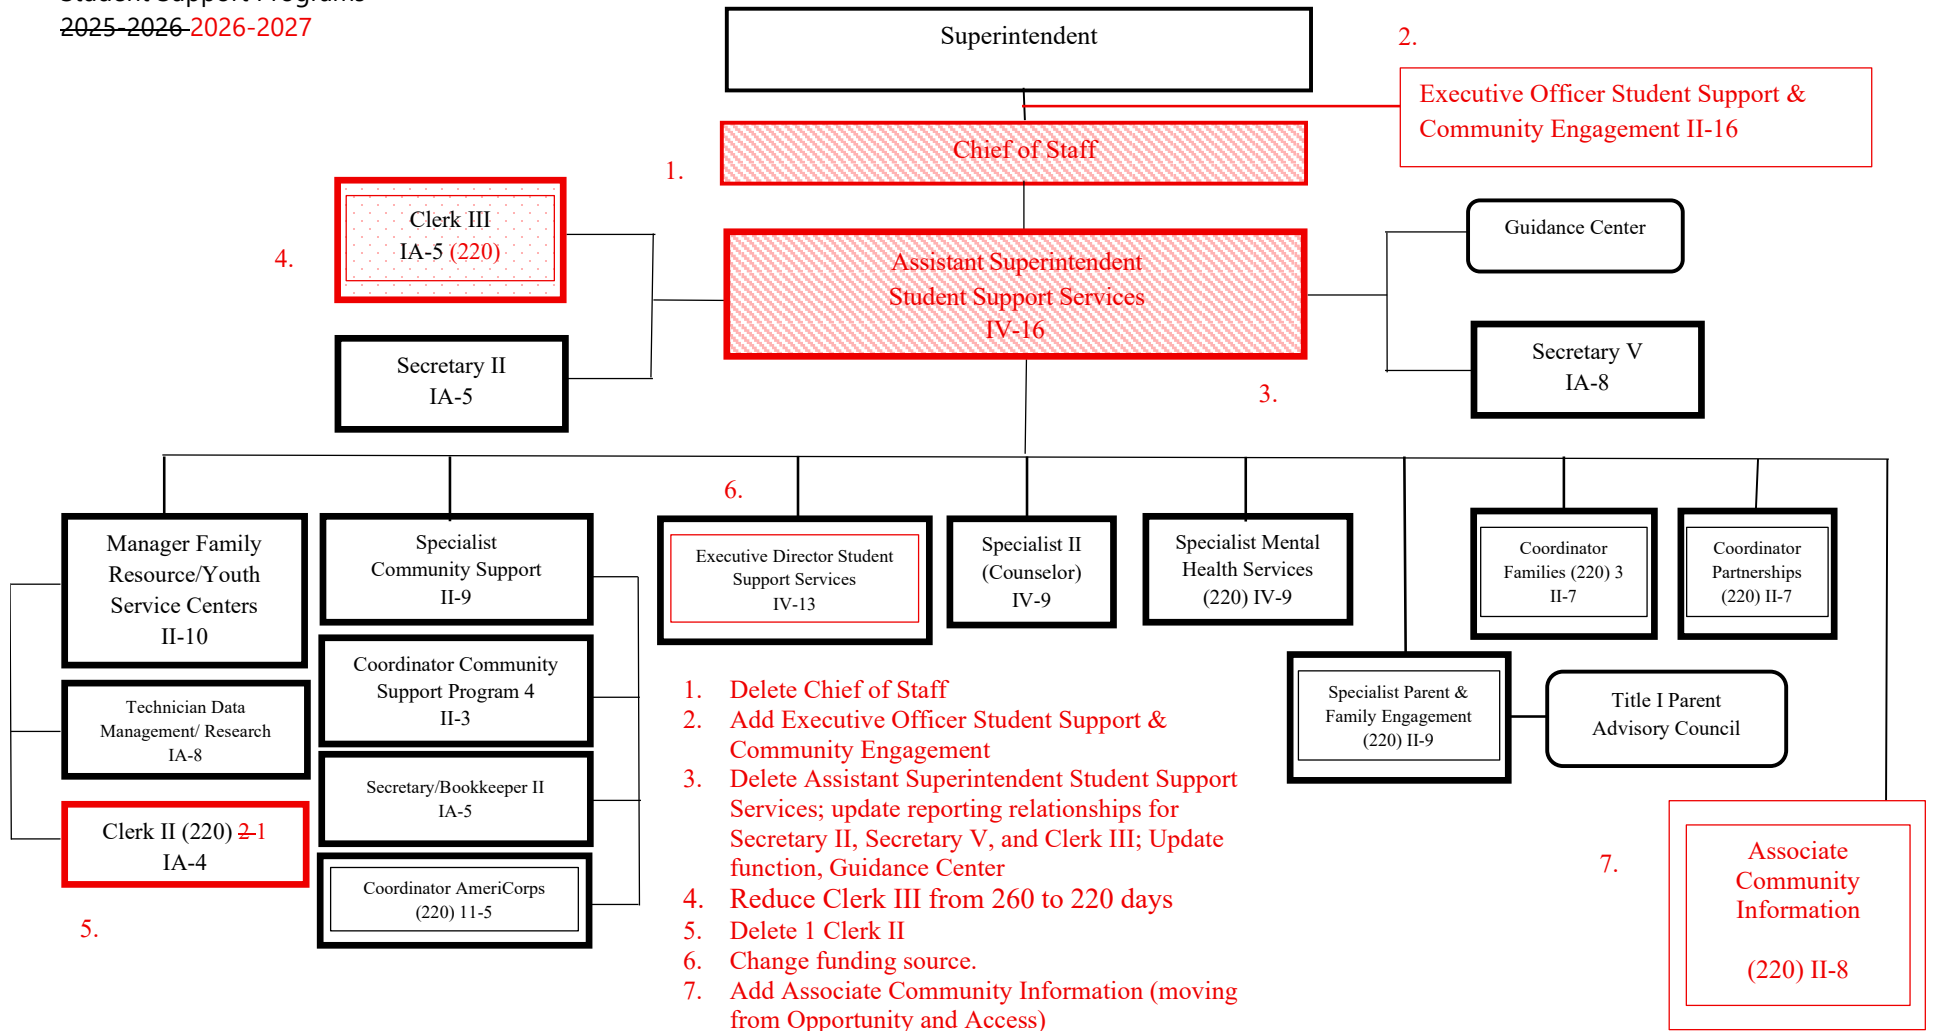 Student Support Programs
2025-2026 2026-2027
Superintendent
2.
Executive Officer Student Support &
Community Engagement II-16
Chief of Staff
1.
Clerk III
IA-5 (220)
4.
Assistant Superintendent
Student Support Services
IV-16
Guidance Center
Secretary II
IA-5
Secretary V
IA-8
3.
6.
Manager Family
Resource/Youth
Service Centers
II-10
Specialist
Community Support
II-9
Executive Director Student
Support Services
IV-13
Specialist II
(Counselor)
IV-9
Specialist Mental
Health Services
(220) IV-9
Coordinator
Families (220) 3
II-7
Coordinator
Partnerships
(220) II-7
Technician Data
Management/ Research
IA-8
Coordinator Community
Support Program 4
II-3
Specialist Parent &
Family Engagement
(220) II-9
Title I Parent
Advisory Council
Clerk II (220) 2 1
IA-4
5.
Secretary/Bookkeeper II
IA-5
Coordinator AmeriCorps
(220) 11-5
1. Delete Chief of Staff
2. Add Executive Officer Student Support &
Community Engagement
3. Delete Assistant Superintendent Student Support
Services; update reporting relationships for
Secretary II, Secretary V, and Clerk III; Update
function, Guidance Center
4. Reduce Clerk III from 260 to 220 days
5. Delete 1 Clerk II
6. Change funding source.
7. Add Associate Community Information (moving
from Opportunity and Access)
7.
Associate
Community
Information
(220) II-8